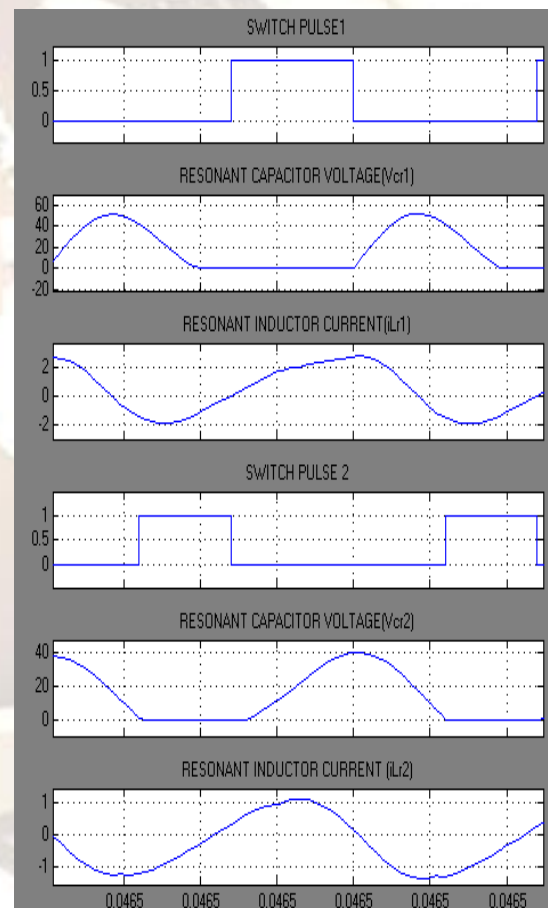 SWITCH PULSE1
1
0.5
0
RESONANT CAPACITOR VOLTAGE(Vcr1)
60
40
20
0
-20
RESONANT INDUCTOR CURRENT(iLr1)
2
0
-2
SWITCH PULSE 2
1
0.5
0
RESONANT CAPACITOR VOLTAGE(Vcr2)
40
20
0
RESONANT INDUCTOR CURRENT (iLr2)
1
0
-1
0.0465 0.0465 0.0465 0.0465 0.0465 0.0465